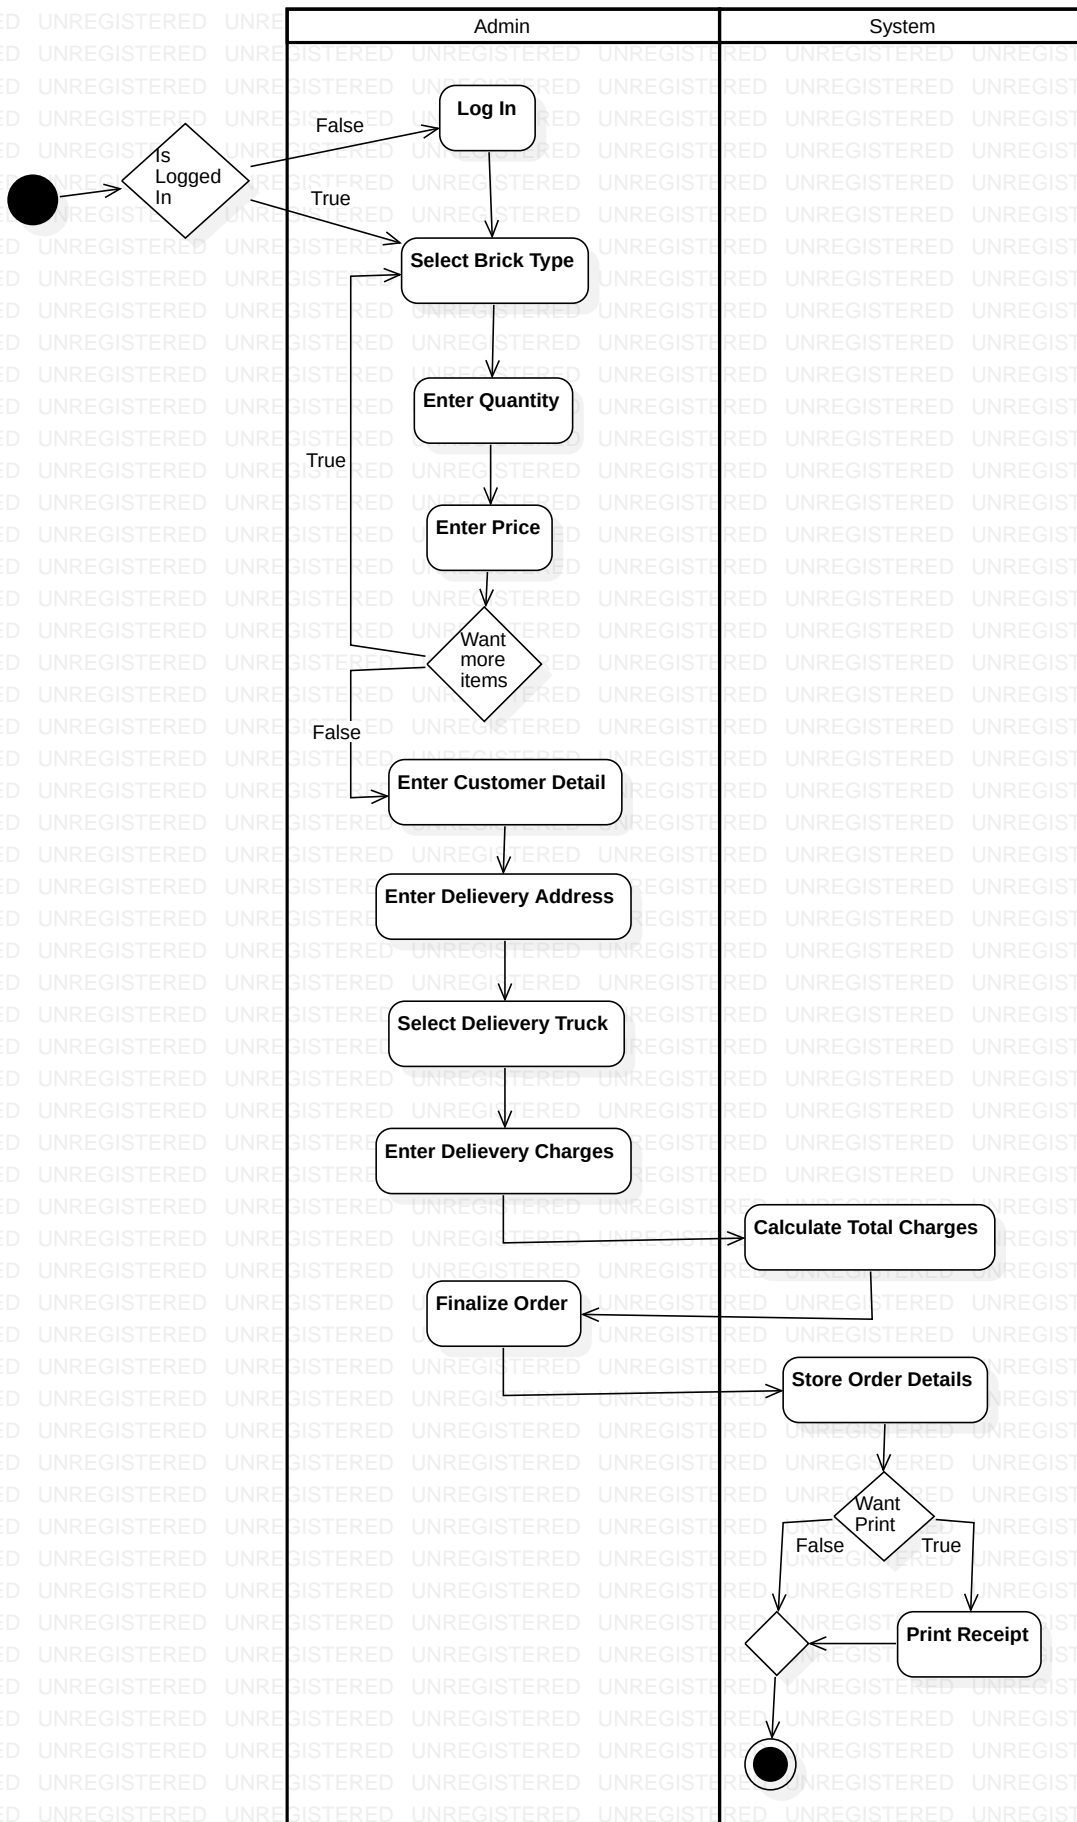 Admin
System
Log In
False
Is
Logged
In
True
Select Brick Type
Enter Quantity
True
Enter Price
Want
more
items
False
Enter Customer Detail
Enter Delievery Address
Select Delievery Truck
Enter Delievery Charges
Calculate Total Charges
Finalize Order
Store Order Details
Want
Print
False
True
Print Receipt
UNREGISTERED